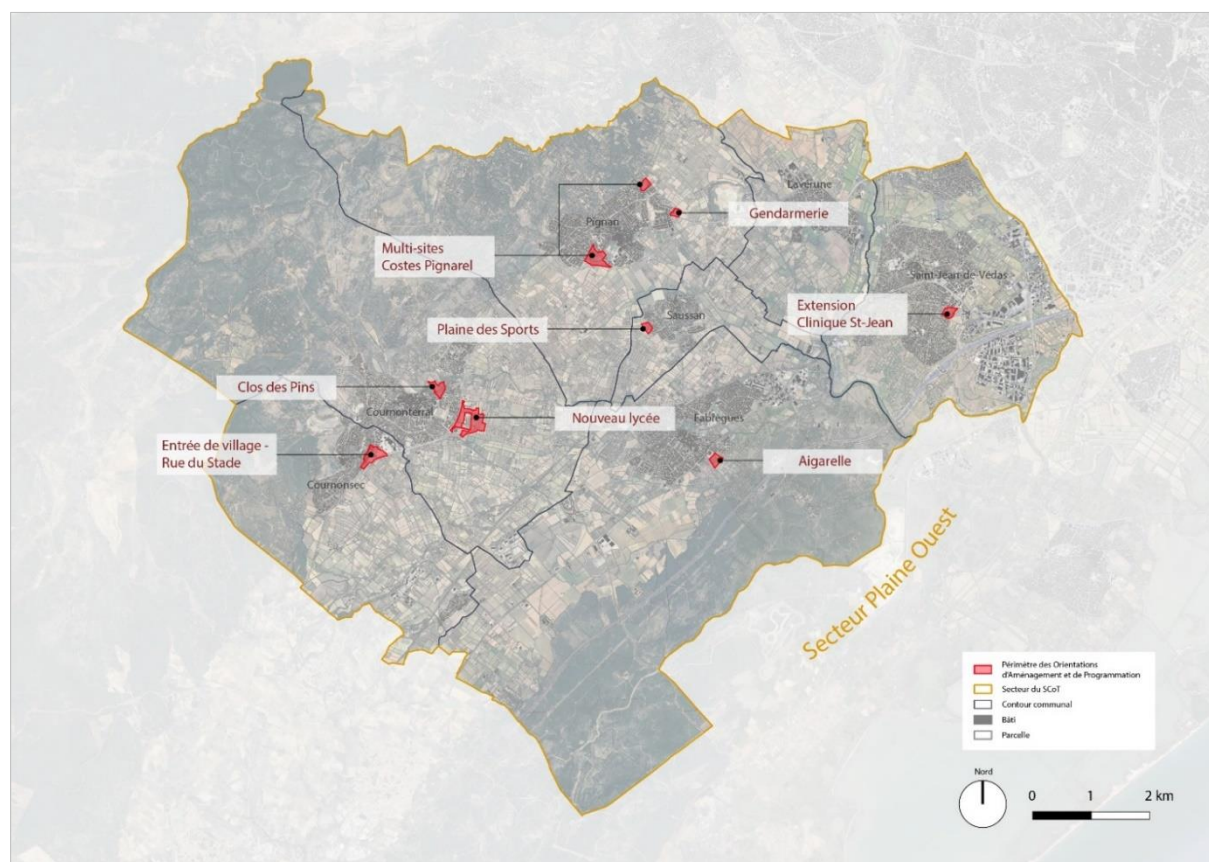 Lavérune
Pignan
Gendarmerie
Multi-sites
Costes Pignarel
Saint-Jean-de-Védas
Extension
Clinique St-Jean
Saussan
Plaine des Sports
Clos des Pins
Cournonterral
Nouveau lycée
Fabrègues
Entrée de village -
Rue du Stade
Aigarelle
Cournonsec
Secteur Plaine Ouest
Périmètre des Orientations
d'Aménagement et de Programmation
Secteur du SCoT
Contour communal
Bâti
Parcelle
Nord
0 1 2 km